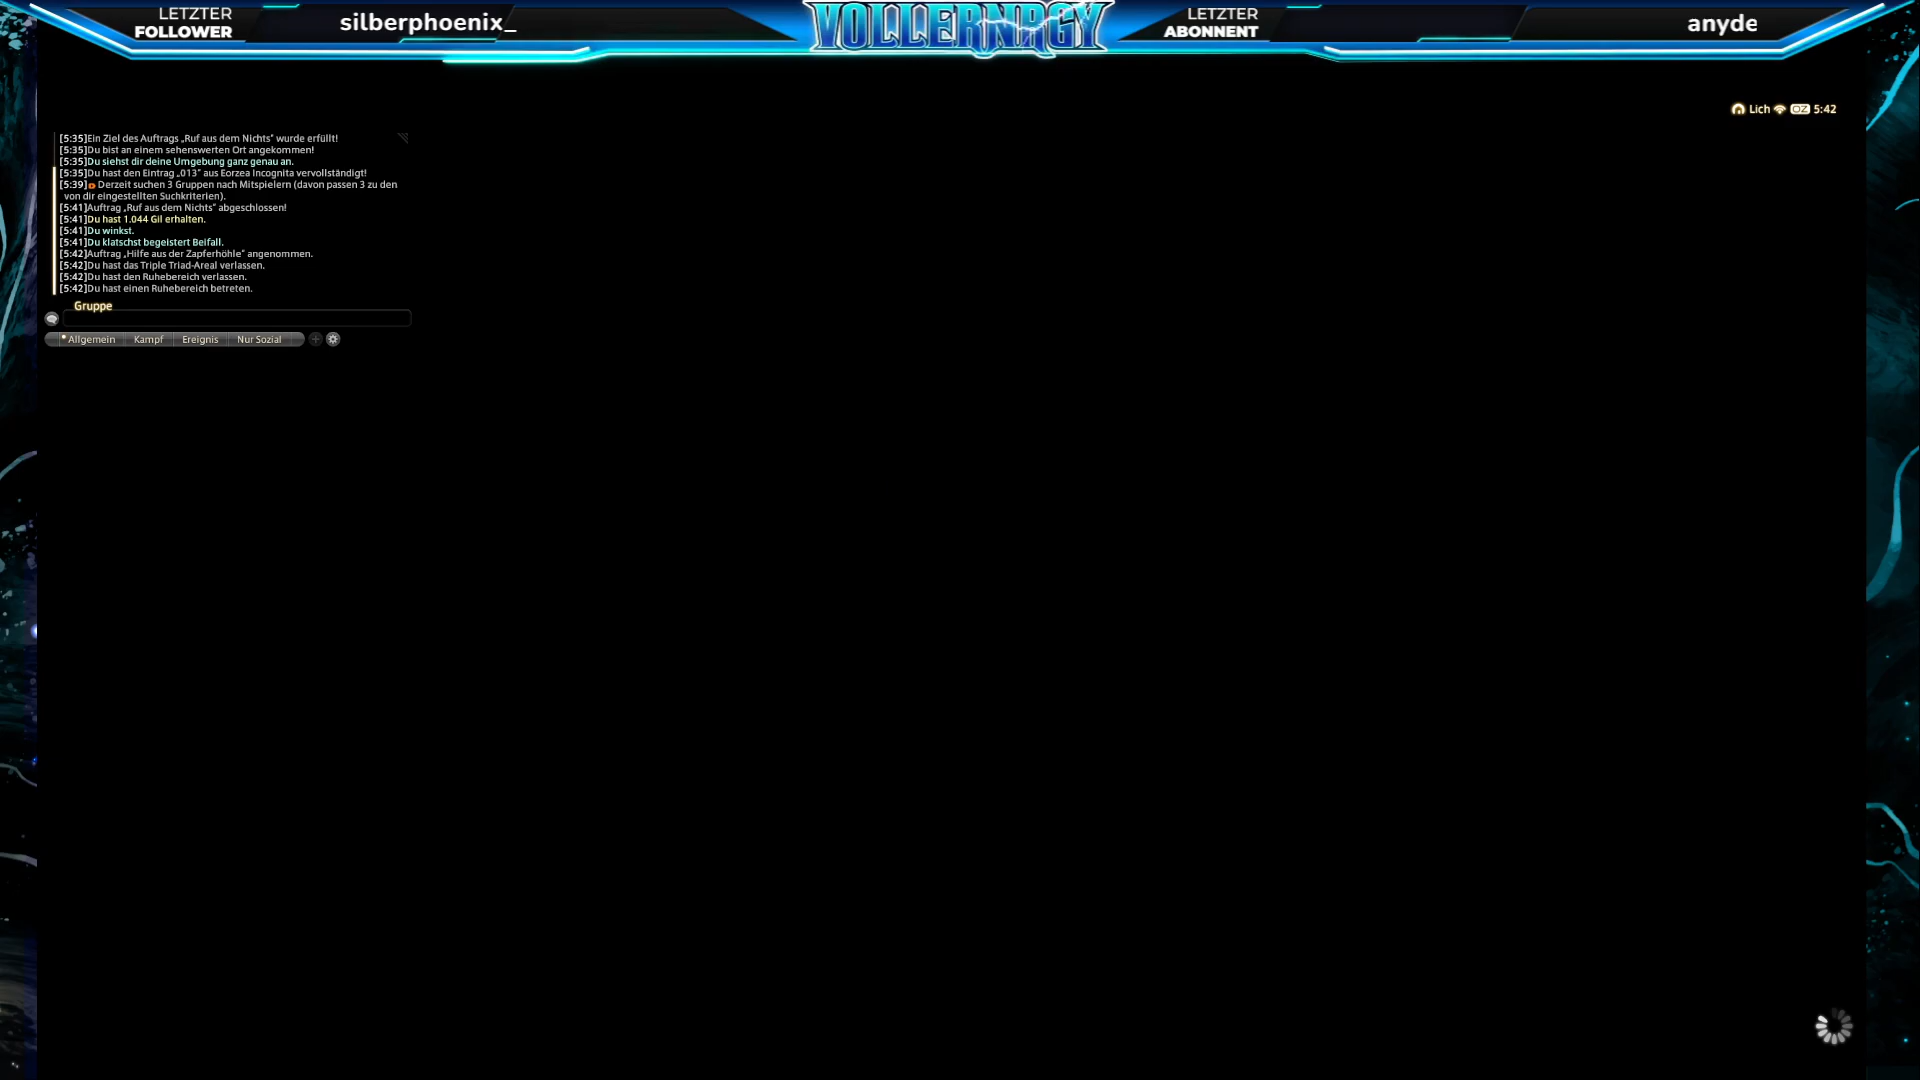 LETZTER
FOLLOWER
silberphoenix_
VOLLERNRGY
LETZTER
ABONNENT
anyde
Lich OZ 5:42
[5:35]Ein Ziel des Auftrags „Ruf aus dem Nichts“ wurde erfüllt!
[5:35]Du bist an einem sehenswerten Ort angekommen!
[5:35]Du siehst dir deine Umgebung ganz genau an.
[5:35]Du hast den Eintrag „013“ aus Eorzea Incognita vervollständigt!
[5:39] Derzeit suchen 3 Gruppen nach Mitspielern (davon passen 3 zu den
von dir eingestellten Suchkriterien).
[5:41]Auftrag „Ruf aus dem Nichts“ abgeschlossen!
[5:41]Du hast 1.044 Gil erhalten.
[5:41]Du winkst.
[5:41]Du klatschst begeistert Beifall.
[5:42]Auftrag „Hilfe aus der Zapferhöhle“ angenommen.
[5:42]Du hast das Triple Triad-Areal verlassen.
[5:42]Du hast den Ruhebereich verlassen.
[5:42]Du hast einen Ruhebereich betreten.
Gruppe
Allgemein Kampf Ereignis Nur Sozial